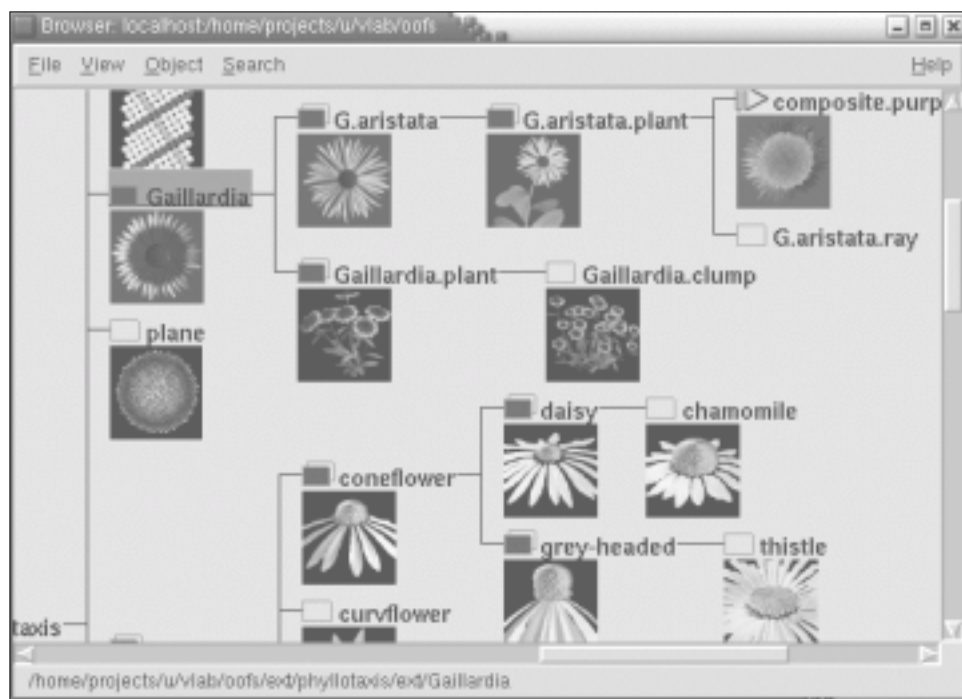 Browser: localhost:/home/projects/u/vlab/oofs
File View Object Search Help
G.aristata G.aristata.plant composite.purp
Gaillardia
G.aristata.ray
Gaillardia.plant Gaillardia.clump
plane
daisy chamomile
coneflower
grey-headed thistle
curvflower
taxis
/home/projects/u/vlab/oofs/ext/phyllotaxis/ext/Gaillardia